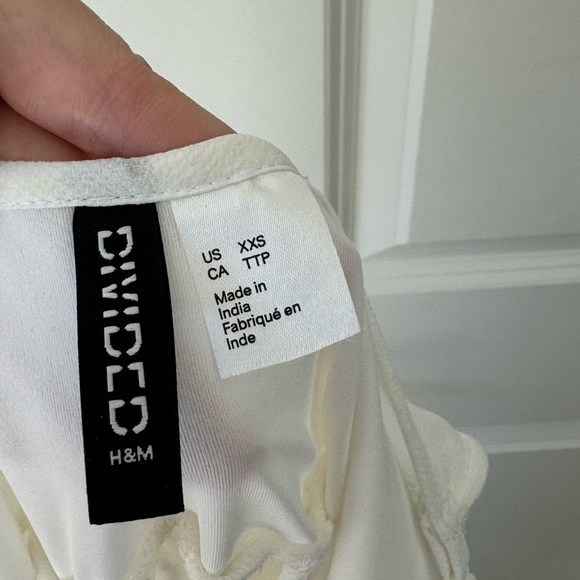 DIVIDED
H&M
US XXS
CA TTP
Made in
India
Fabriqué en
Inde